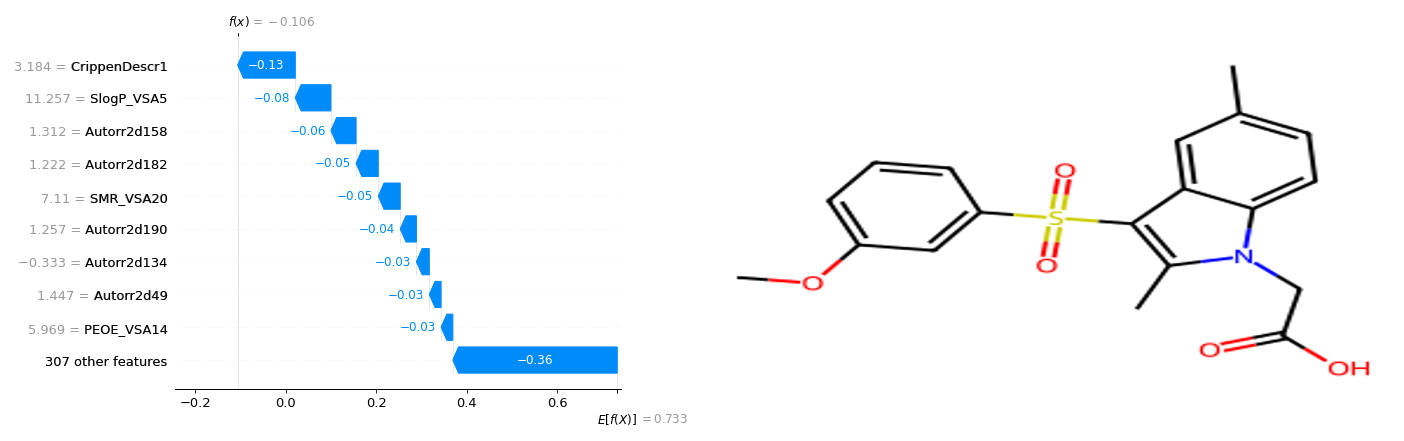 f(x) = −0.106
3.184 = CrippenDescr1
−0.13
11.257 = SlogP_VSA5
−0.08
1.312 = Autorr2d158
−0.06
1.222 = Autorr2d182
−0.05
7.11 = SMR_VSA20
−0.05
1.257 = Autorr2d190
−0.04
−0.333 = Autorr2d134
−0.03
1.447 = Autorr2d49
−0.03
5.969 = PEOE_VSA14
−0.03
307 other features
−0.36
−0.2 0.0 0.2 0.4 0.6
E[f(X)] = 0.733
O
S
O
O
N
O
OH